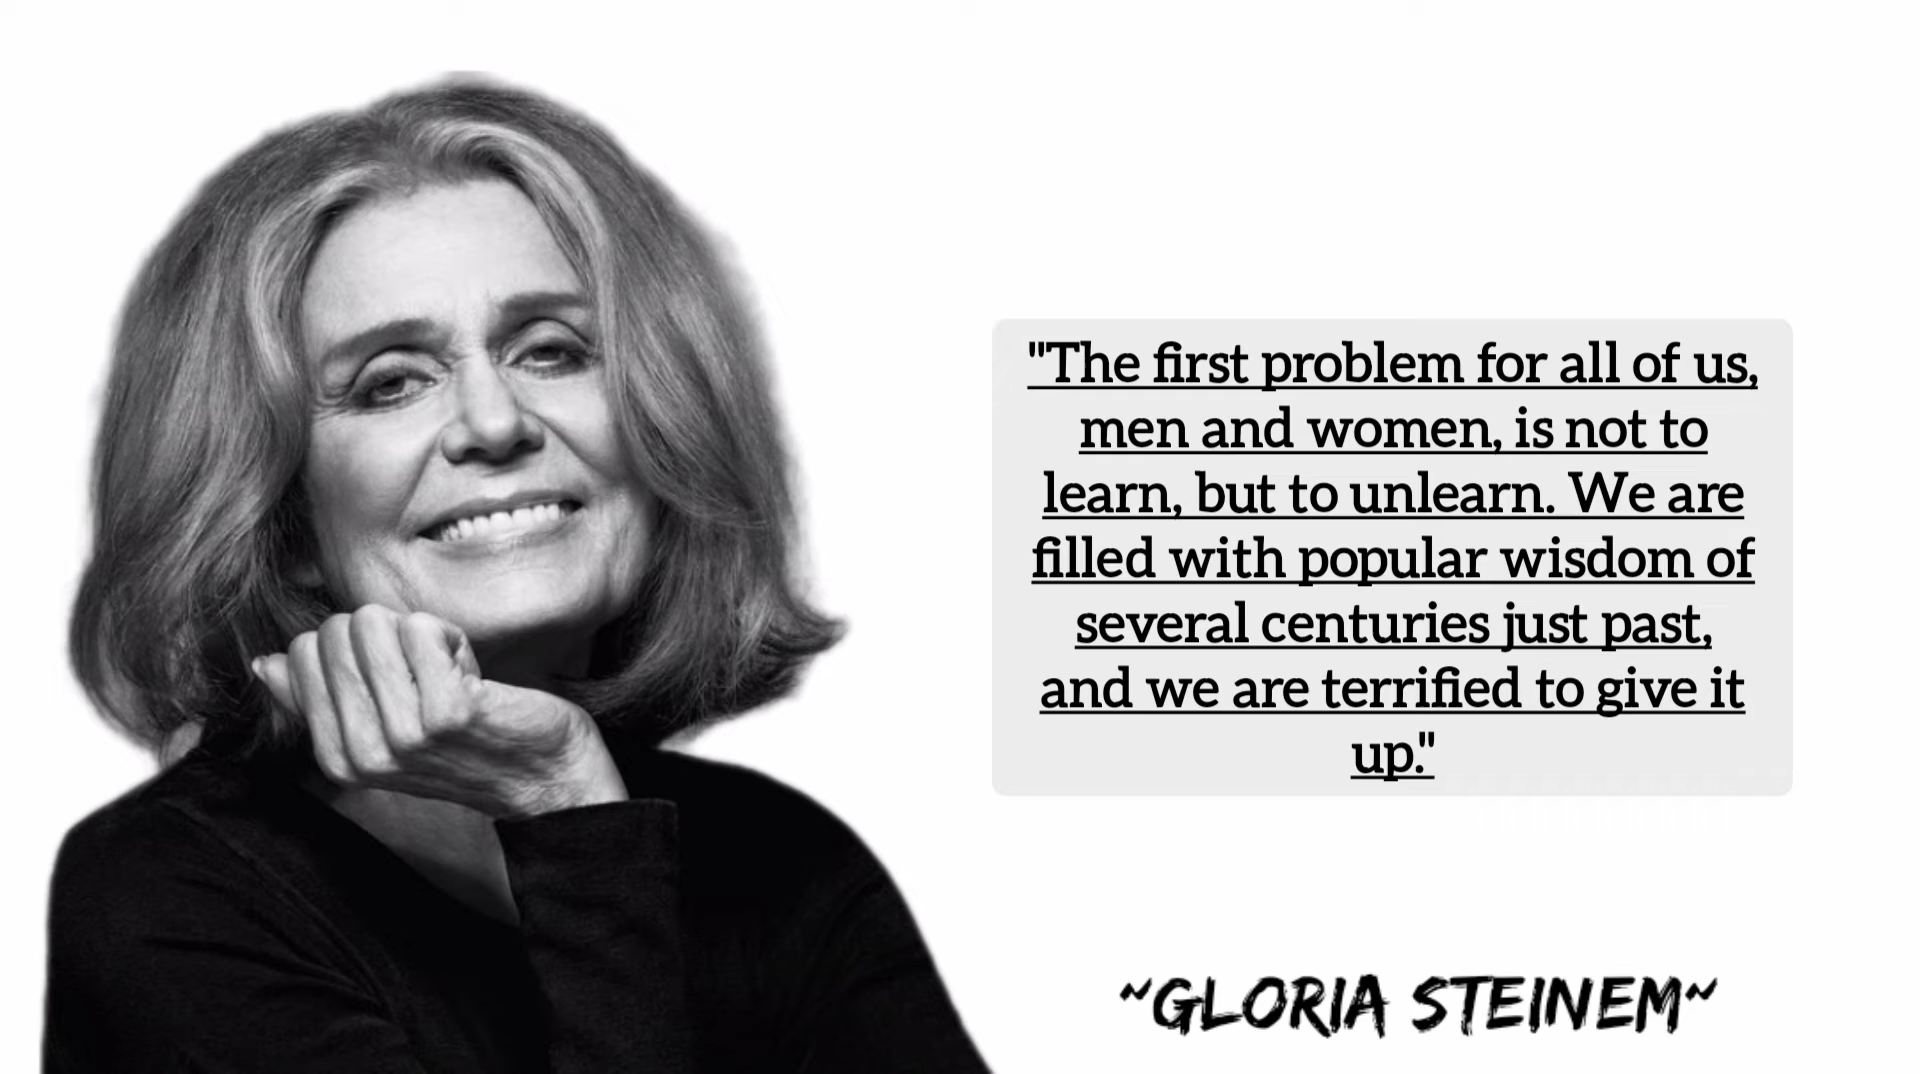 "The first problem for all of us,
men and women, is not to
learn, but to unlearn. We are
filled with popular wisdom of
several centuries just past,
and we are terrified to give it
up."
~GLORIA STEINEM~